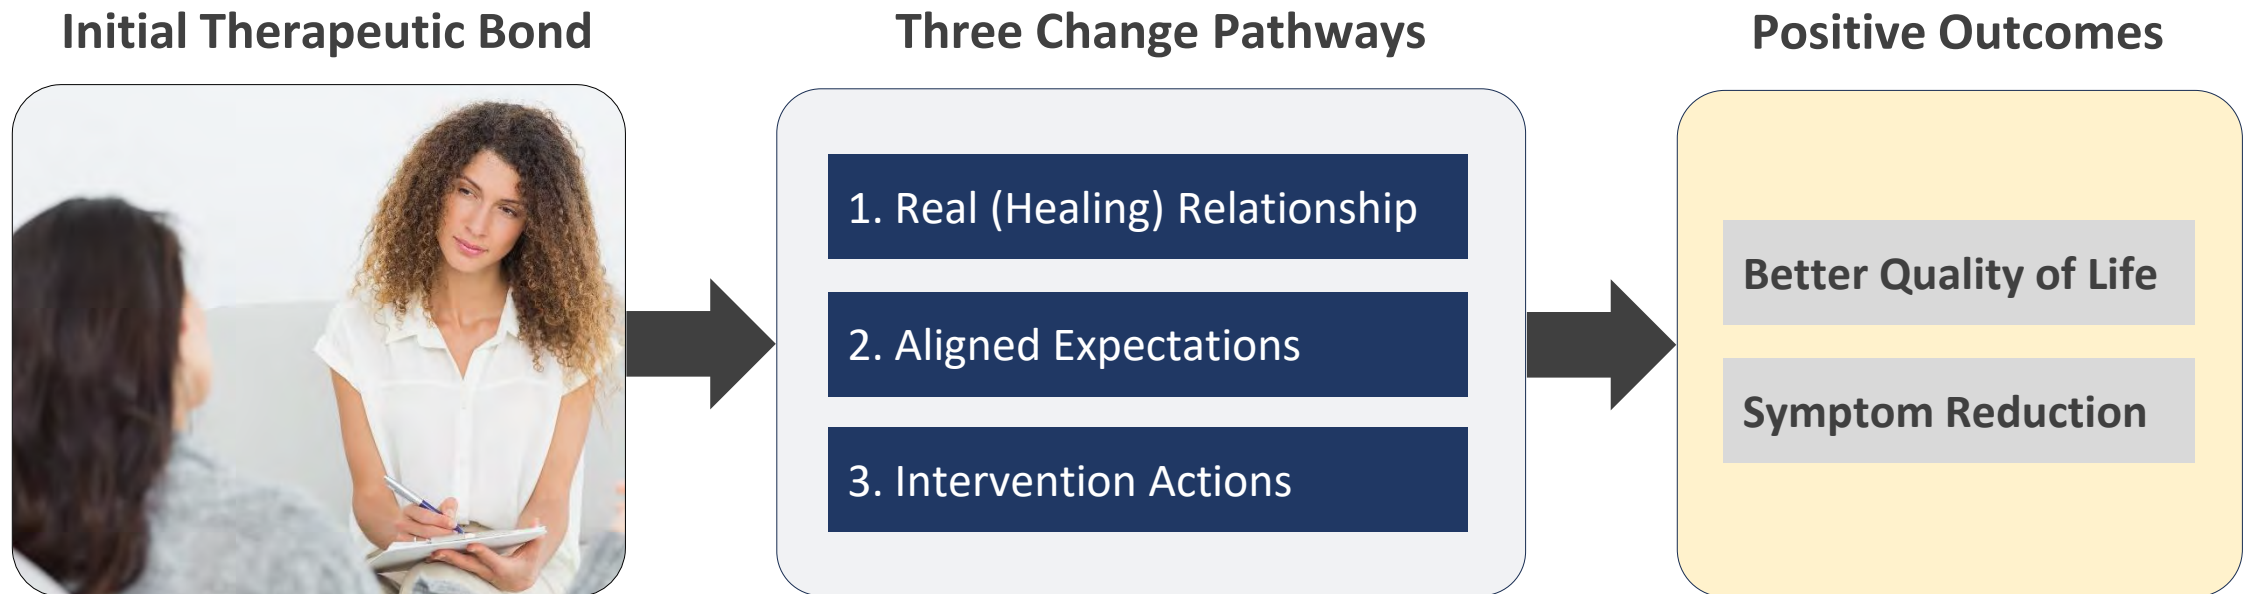 Initial Therapeutic Bond
Three Change Pathways
Positive Outcomes
1. Real (Healing) Relationship
2. Aligned Expectations
3. Intervention Actions
Better Quality of Life
Symptom Reduction